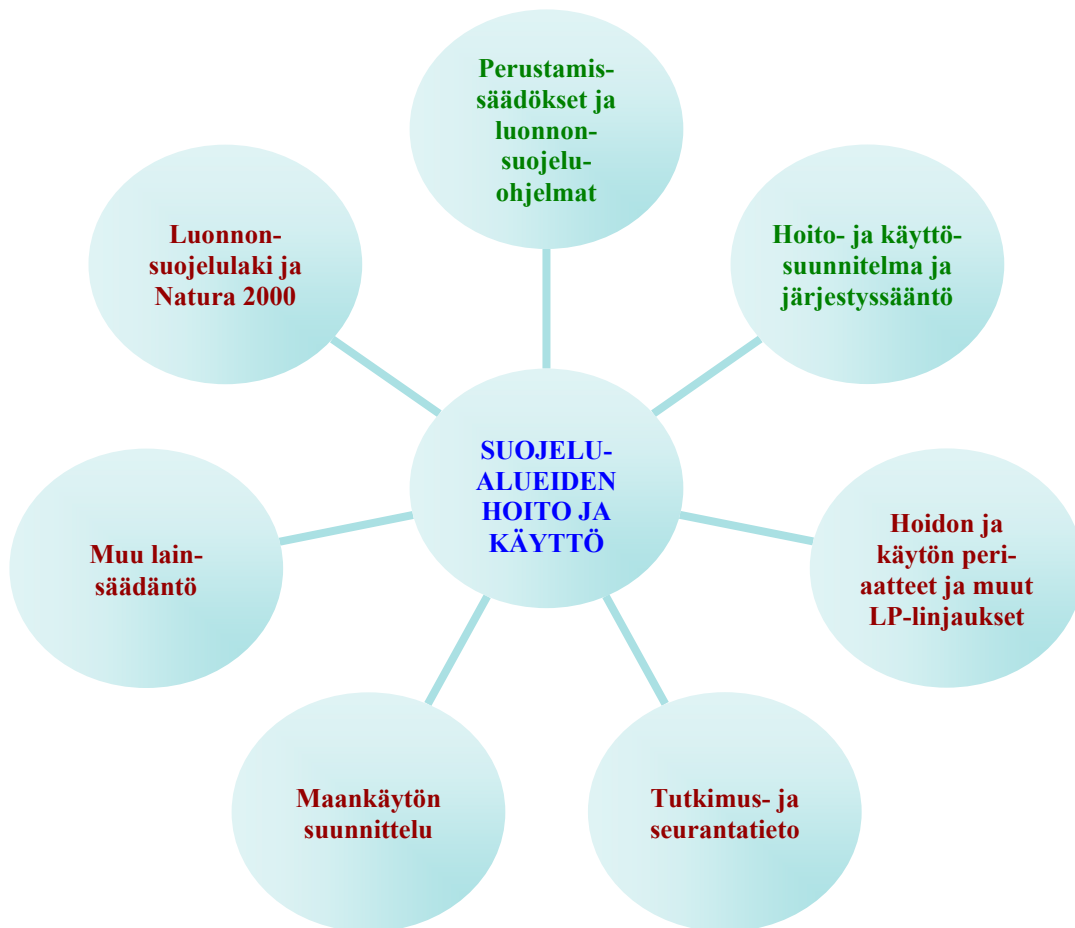 Perustamis-
säädökset ja
luonnon-
suojelu-
ohjelmat
Luonnon-
suojelulaki ja
Natura 2000
Hoito- ja käyttö-
suunnitelma ja
järjestyssääntö
SUOJELU-
ALUEIDEN
HOITO JA
KÄYTTÖ
Muu lain-
säädäntö
Hoidon ja
käytön peri-
aatteet ja muut
LP-linjaukset
Maankäytön
suunnittelu
Tutkimus- ja
seurantatieto